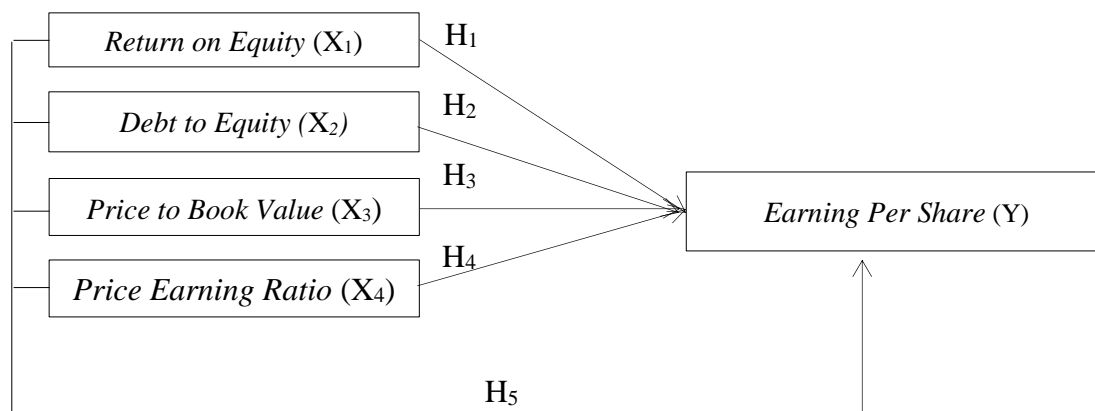 Return on Equity (X₁)
H₁
Debt to Equity (X₂)
H₂
Price to Book Value (X₃)
H₃
Earning Per Share (Y)
Price Earning Ratio (X₄)
H₄
H₅